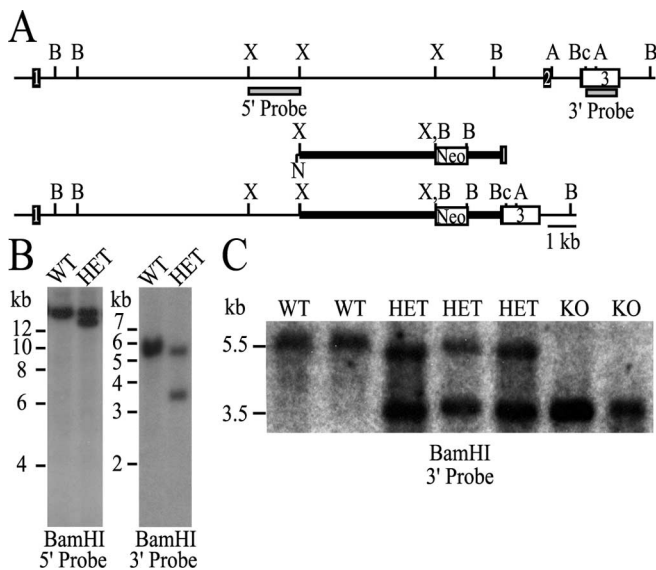 A
B B X X X B A Bc A B
1 2 3
5' Probe 3' Probe
X X,B B
N Neo
B B X X X,B B Bc A B
1 Neo 3
1 kb
B
WT HET WT HET
kb kb
12 10 6 4
7 6 5 4 3 2
BamHI BamHI
5' Probe 3' Probe
C
kb WT WT HET HET HET KO KO
5.5
3.5
BamHI
3' Probe